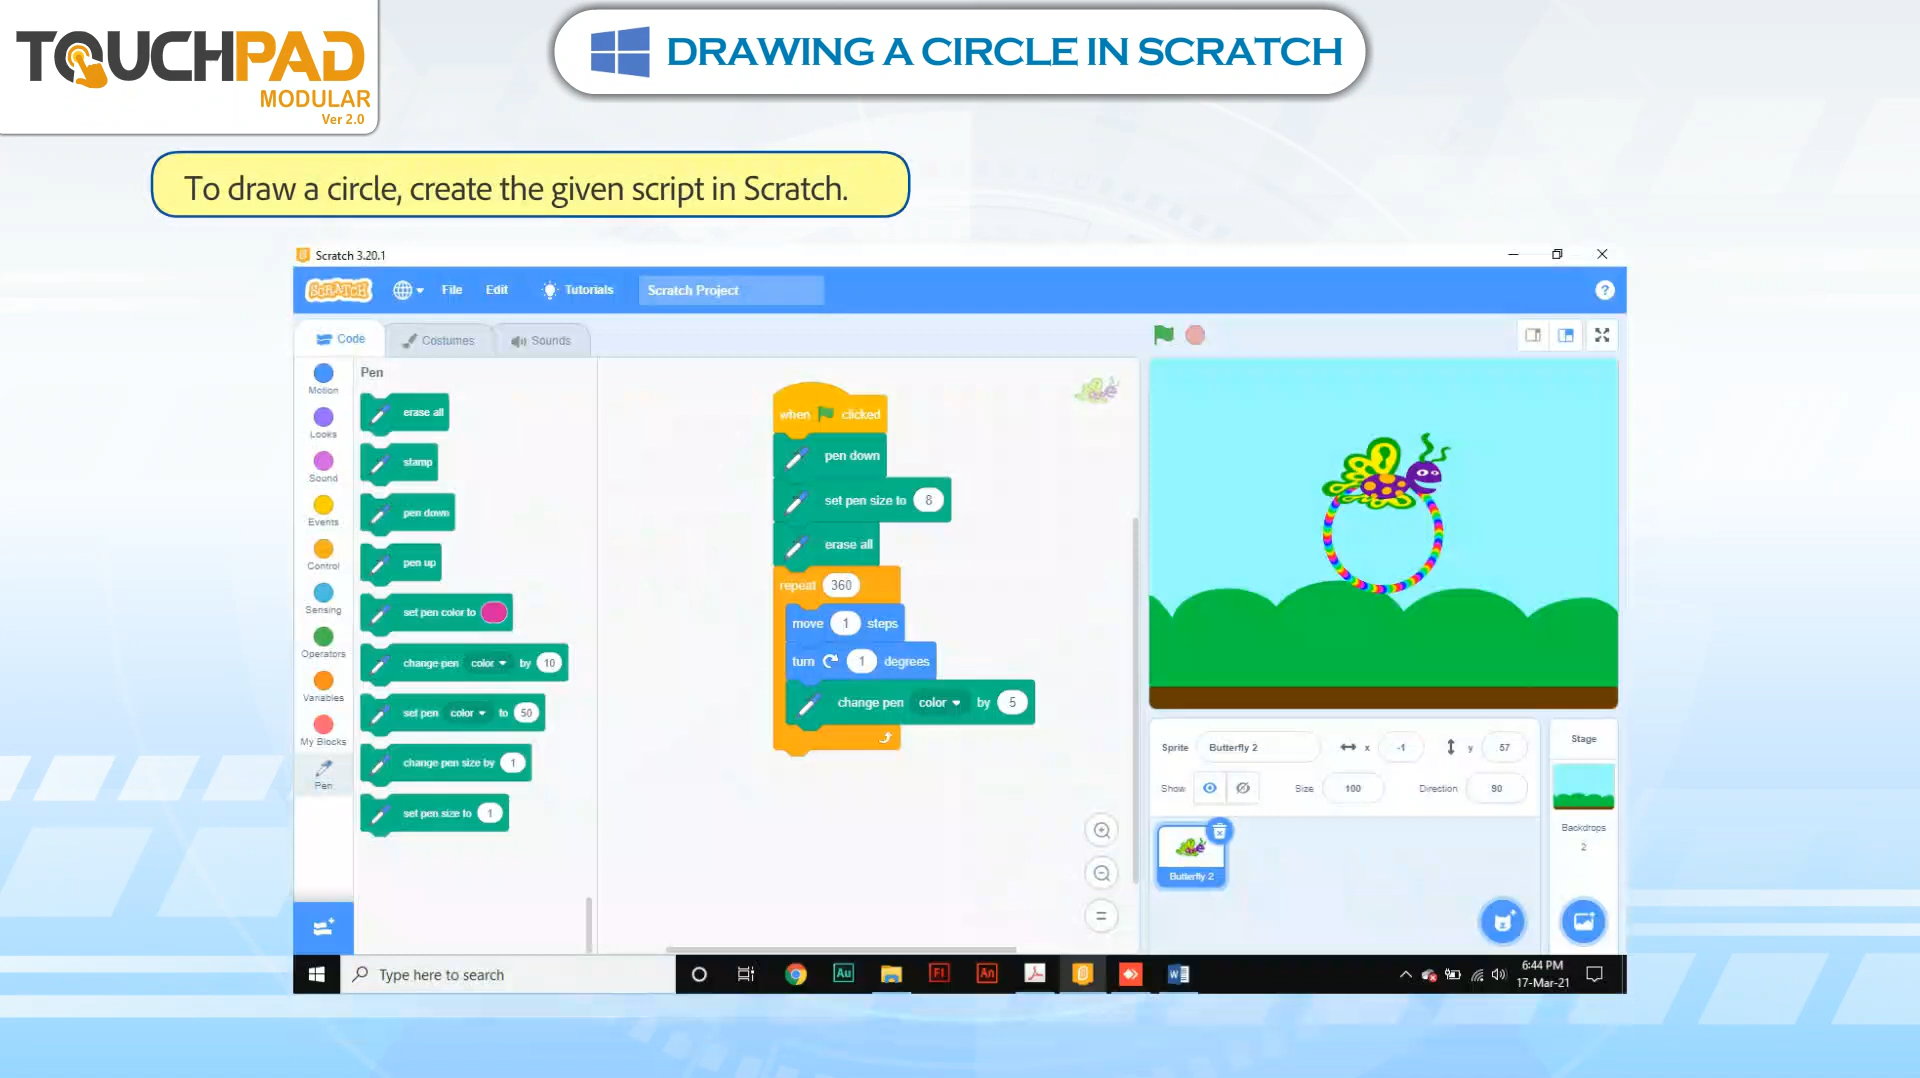 TOUCHPAD
MODULAR
Ver 2.0
DRAWING A CIRCLE IN SCRATCH
To draw a circle, create the given script in Scratch.
Scratch 3.20.1
SCRATCH
File
Edit
Tutorials
Scratch Project
?
Code
Costumes
Sounds
Motion
Looks
Sound
Events
Control
Sensing
Operators
Variables
My Blocks
Pen
Pen
erase all
stamp
pen down
pen up
set pen color to
change pen color by 10
set pen color to 50
change pen size by 1
set pen size to 1
when clicked
pen down
set pen size to 8
erase all
repeat 360
move 1 steps
turn 1 degrees
change pen color by 5
Sprite Butterfly 2 x -1 y 57
Show Size 100 Direction 90
Butterfly 2
Stage
Backdrops
2
Type here to search
Au
Fl
An
W
6:44 PM
17-Mar-21